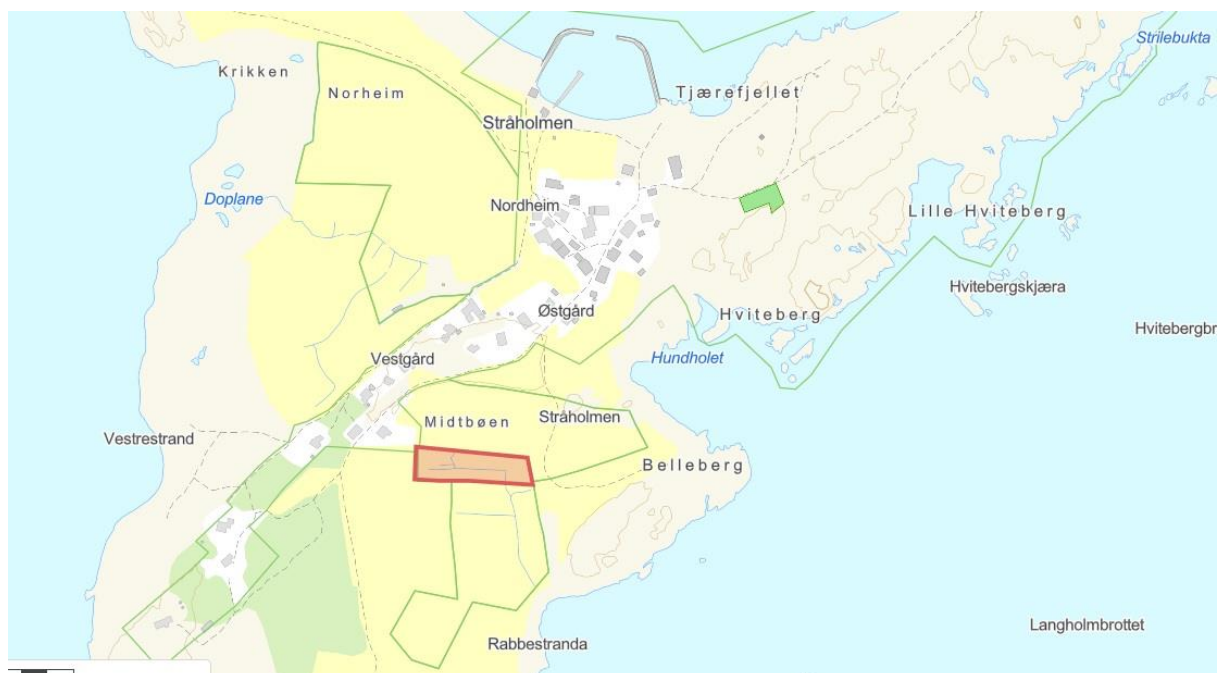 Strilebukta
Krikken
Norheim
Tjærefjellet
Stråholmen
Doplane
Nordheim
Lille Hviteberg
Hvitebergskjæra
Østgård
Hviteberg
Hvitebergbr
Vestgård
Hundholet
Midtbøen
Stråholmen
Vestrestrand
Belleberg
Langholmbrottet
Rabbestranda